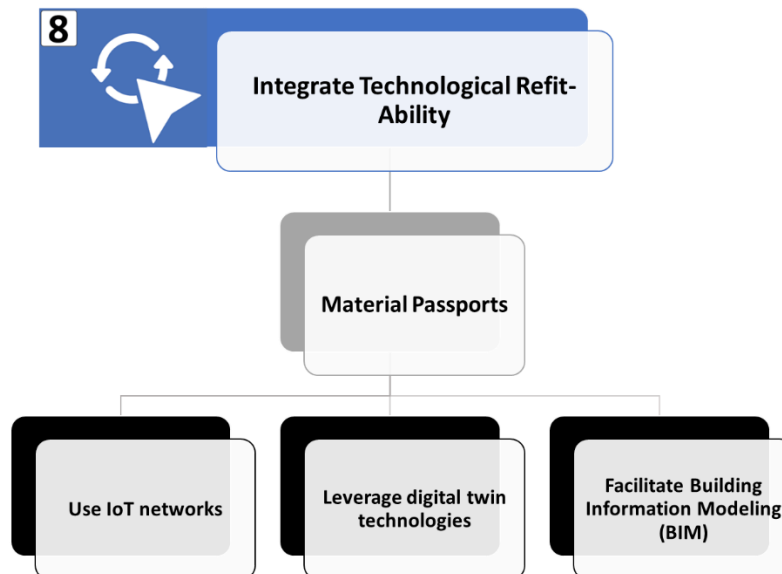 8
Integrate Technological Refit-
Ability
Material Passports
Use IoT networks
Leverage digital twin
technologies
Facilitate Building
Information Modeling
(BIM)